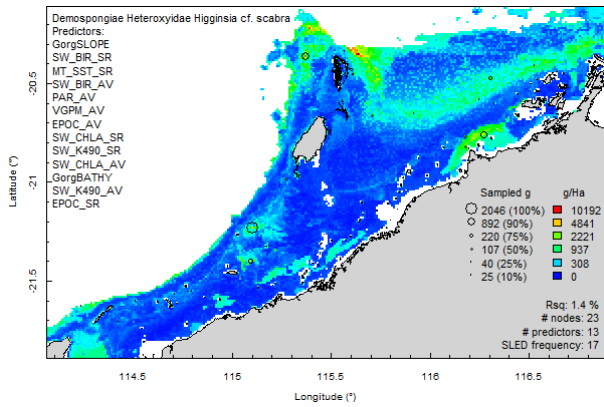 Demospongiae Heteroxyidae Higginsia cf. scabra
Predictors:
GorgSLOPE
SW_BIR_SR
MT_SST_SR
SW_BIR_AV
PAR_AV
VGPM_AV
EPOC_AV
SW_CHLA_SR
SW_K490_SR
SW_CHLA_AV
GorgBATHY
SW_K490_AV
EPOC_SR
Latitude (°)
-20.5
-21
-21.5
Sampled g g/Ha
2046 (100%) 10192
892 (90%) 4841
220 (75%) 2221
107 (50%) 937
40 (25%) 308
25 (10%) 0
Rsq: 1.4 %
# nodes: 23
# predictors: 13
SLED frequency: 17
114.5 115 115.5 116 116.5
Longitude (°)